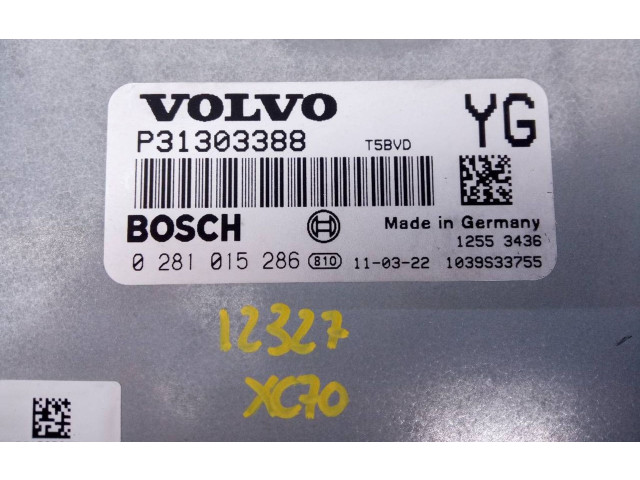 VOLVO YG
P31303388 T5BVD
BOSCH Made in Germany
1255 3436
0 281 015 286 810 11-03-22 1039S33755
12327
XC70